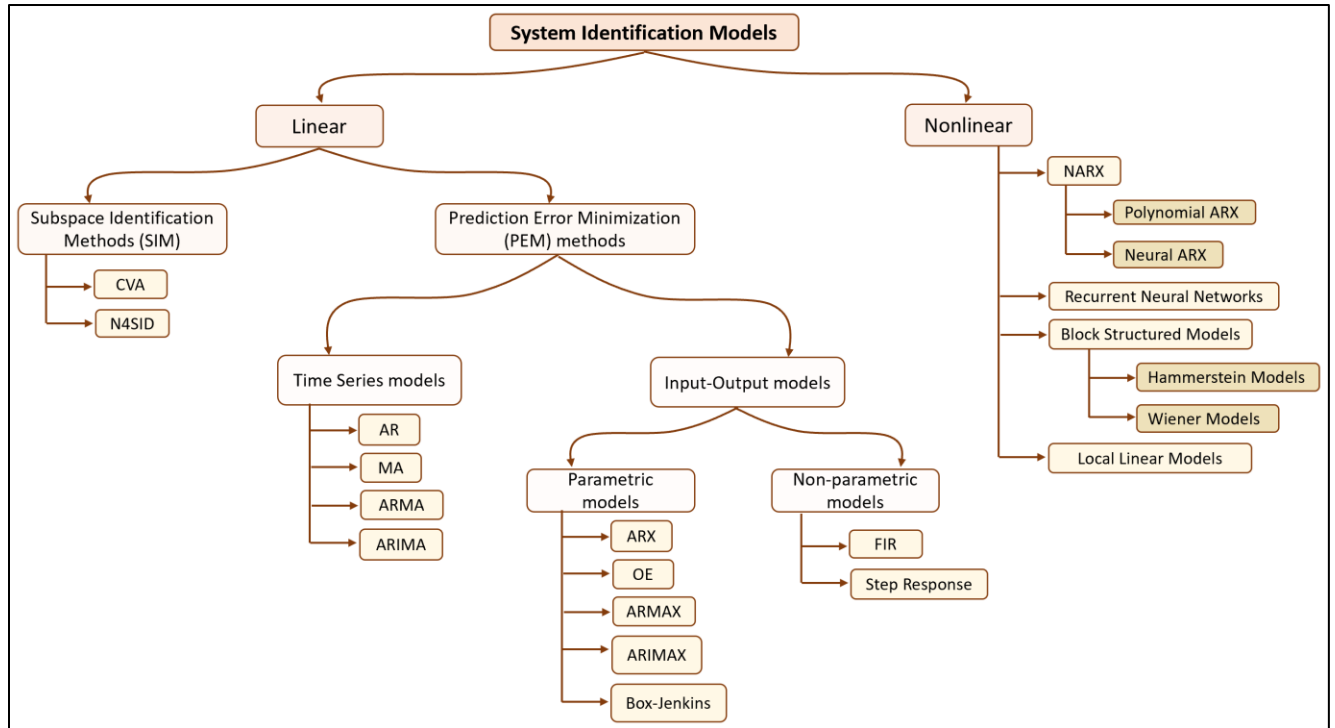 System Identification Models
Linear
Nonlinear
Subspace Identification
Methods (SIM)
CVA
N4SID
Prediction Error Minimization
(PEM) methods
Time Series models
AR
MA
ARMA
ARIMA
Input-Output models
Parametric
models
ARX
OE
ARMAX
ARIMAX
Box-Jenkins
Non-parametric
models
FIR
Step Response
NARX
Polynomial ARX
Neural ARX
Recurrent Neural Networks
Block Structured Models
Hammerstein Models
Wiener Models
Local Linear Models